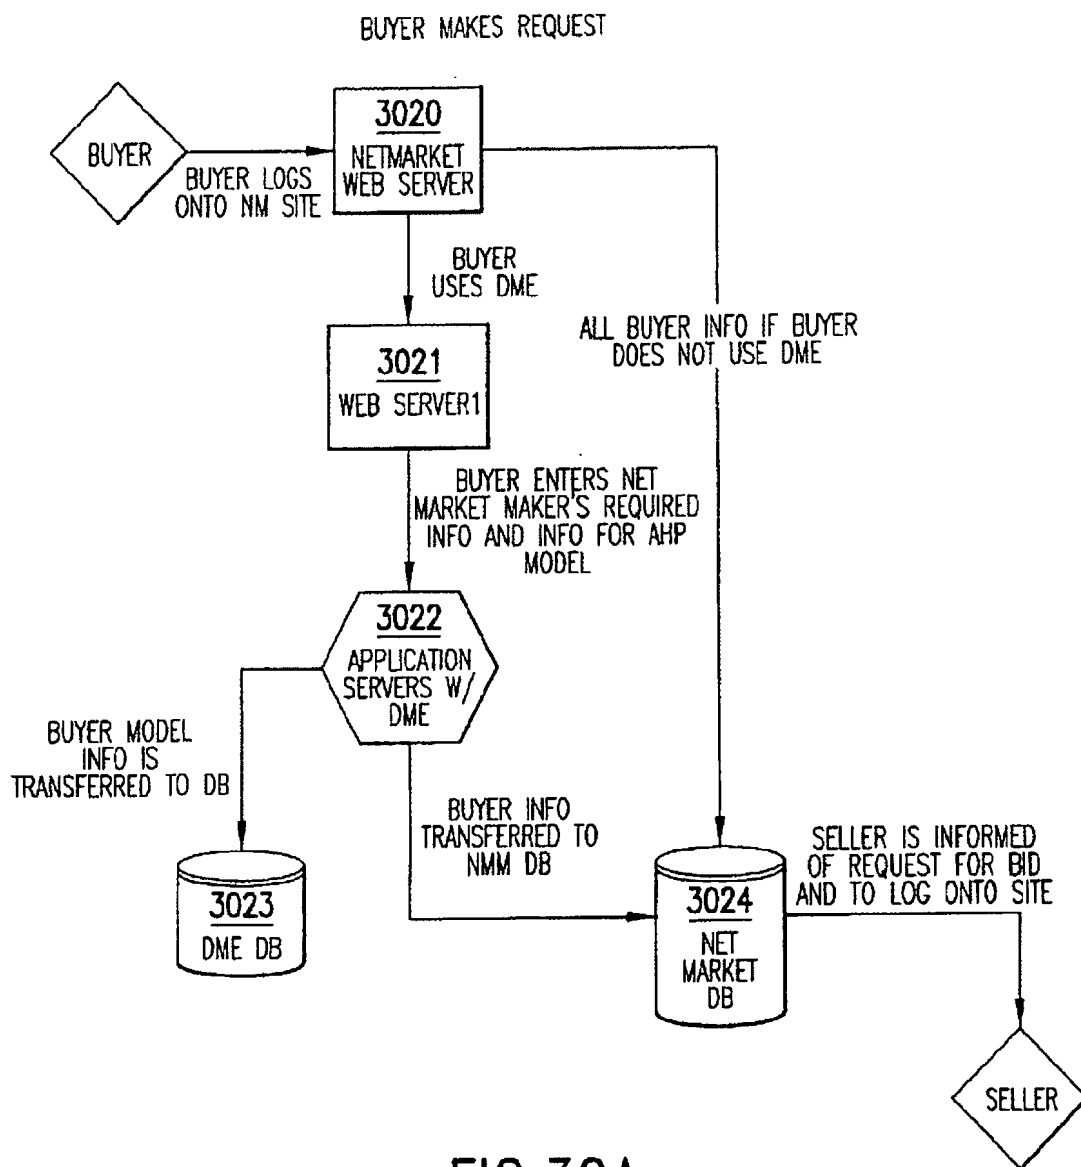 BUYER MAKES REQUEST
BUYER
BUYER LOGS
ONTO NM SITE
3020
NETMARKET
WEB SERVER
BUYER
USES DME
ALL BUYER INFO IF BUYER
DOES NOT USE DME
3021
WEB SERVER1
BUYER ENTERS NET
MARKET MAKER'S REQUIRED
INFO AND INFO FOR AHP
MODEL
3022
APPLICATION
SERVERS W/
DME
BUYER MODEL
INFO IS
TRANSFERRED TO DB
BUYER INFO
TRANSFERRED TO
NMM DB
3023
DME DB
3024
NET
MARKET
DB
SELLER IS INFORMED
OF REQUEST FOR BID
AND TO LOG ONTO SITE
SELLER
FIG.30A